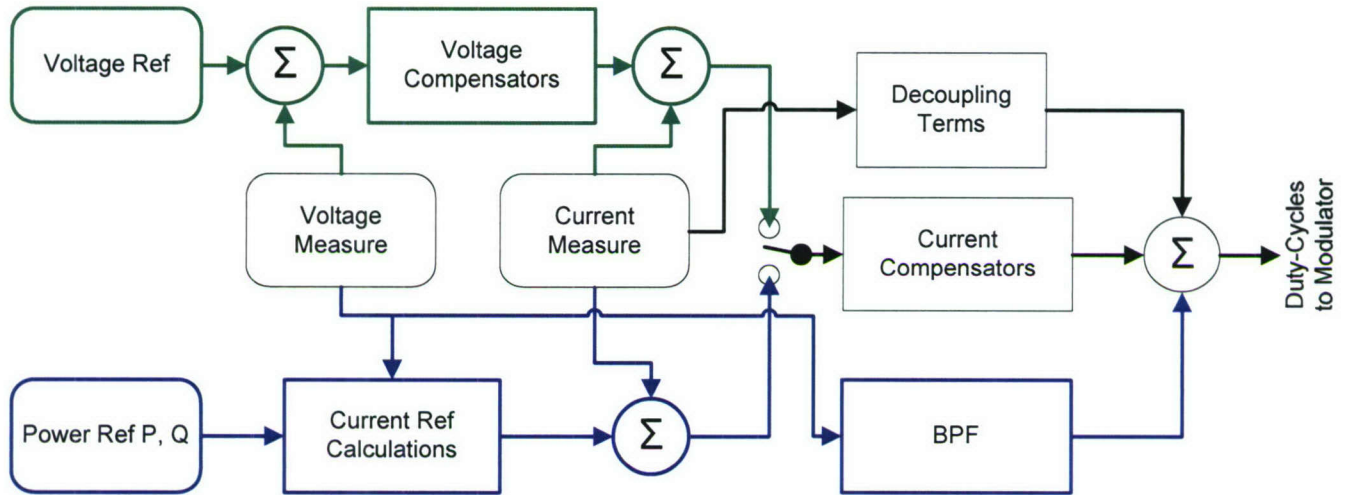 Voltage Ref
Σ
Voltage
Compensators
Σ
Decoupling
Terms
Voltage
Measure
Current
Measure
Current
Compensators
Σ
Duty-Cycles
to Modulator
Power Ref P, Q
Current Ref
Calculations
Σ
BPF